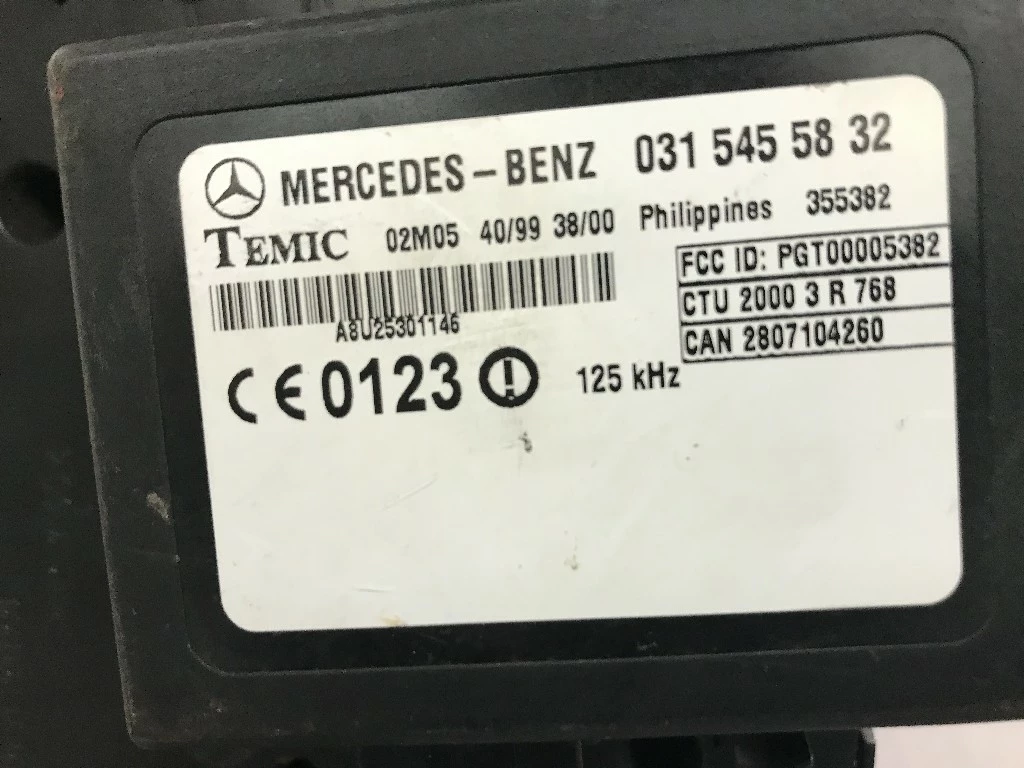 MERCEDES-BENZ 031 545 58 32
TEMIC 02M05 40/99 38/00 Philippines 355382
FCC ID: PGT00005382
CTU 2000 3 R 768
CAN 2807104260
A8U25301146
CE 0123 125 kHz